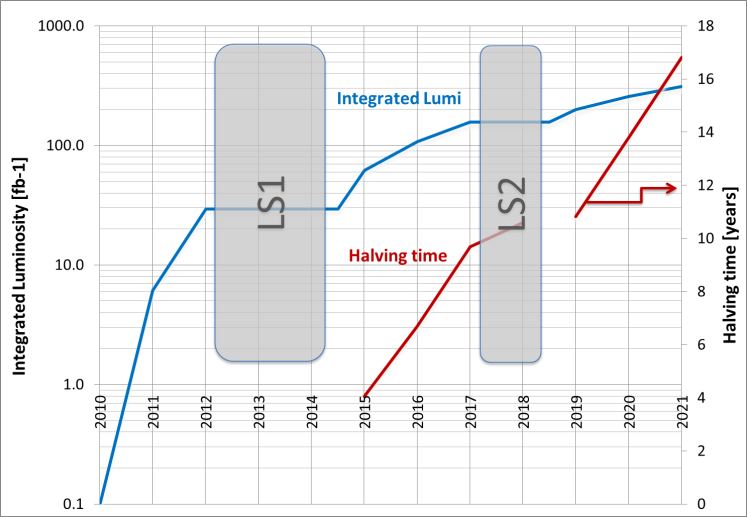 1000.0
100.0
10.0
1.0
0.1
Integrated Luminosity [fb-1]
Integrated Lumi
Halving time
LS1
LS2
2010 2011 2012 2013 2014 2015 2016 2017 2018 2019 2020 2021
18
16
14
12
10
8
6
4
2
0
Halving time [years]